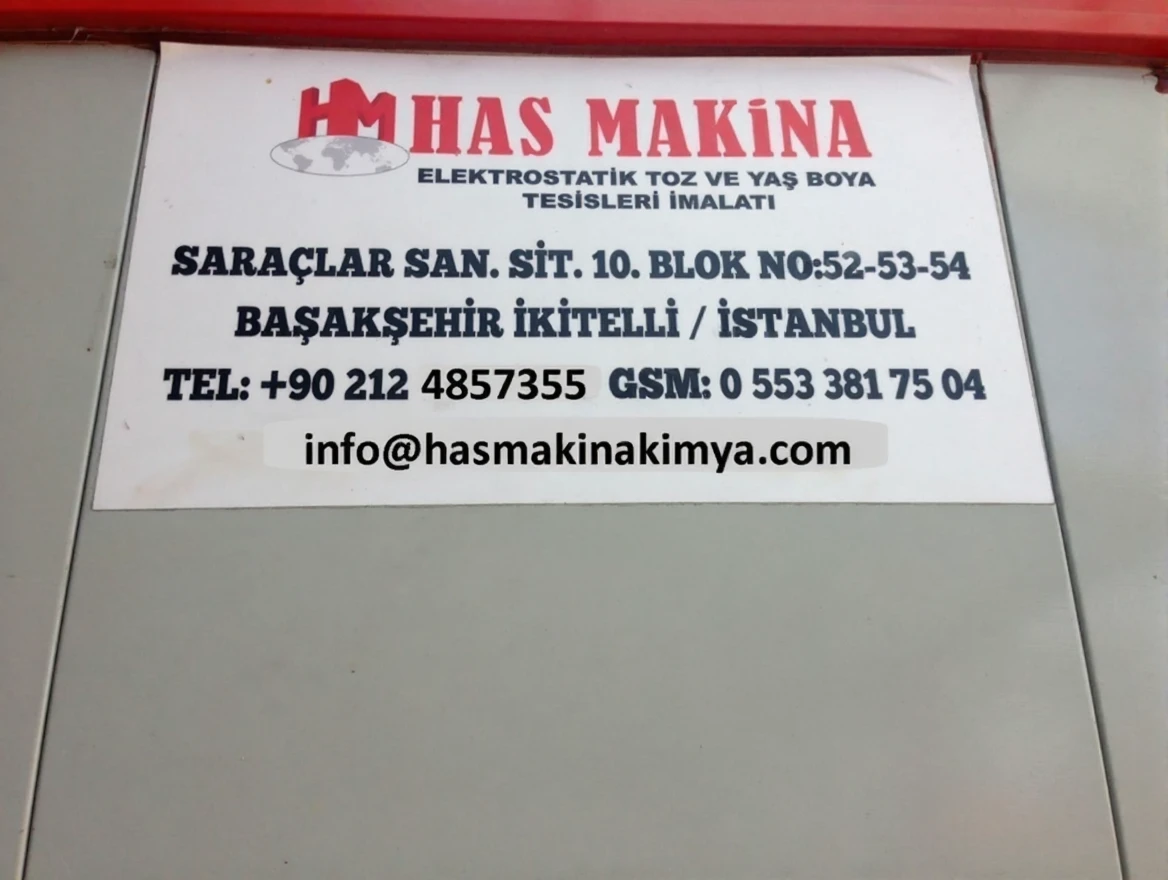 HM HAS MAKİNA
ELEKTROSTATİK TOZ VE YAŞ BOYA
TESİSLERİ İMALATI
SARAÇLAR SAN. SİT. 10. BLOK NO:52-53-54
BAŞAKŞEHİR İKİTELLİ / İSTANBUL
TEL: +90 212 4857355 GSM: 0 553 381 75 04
info@hasmakinakimya.com